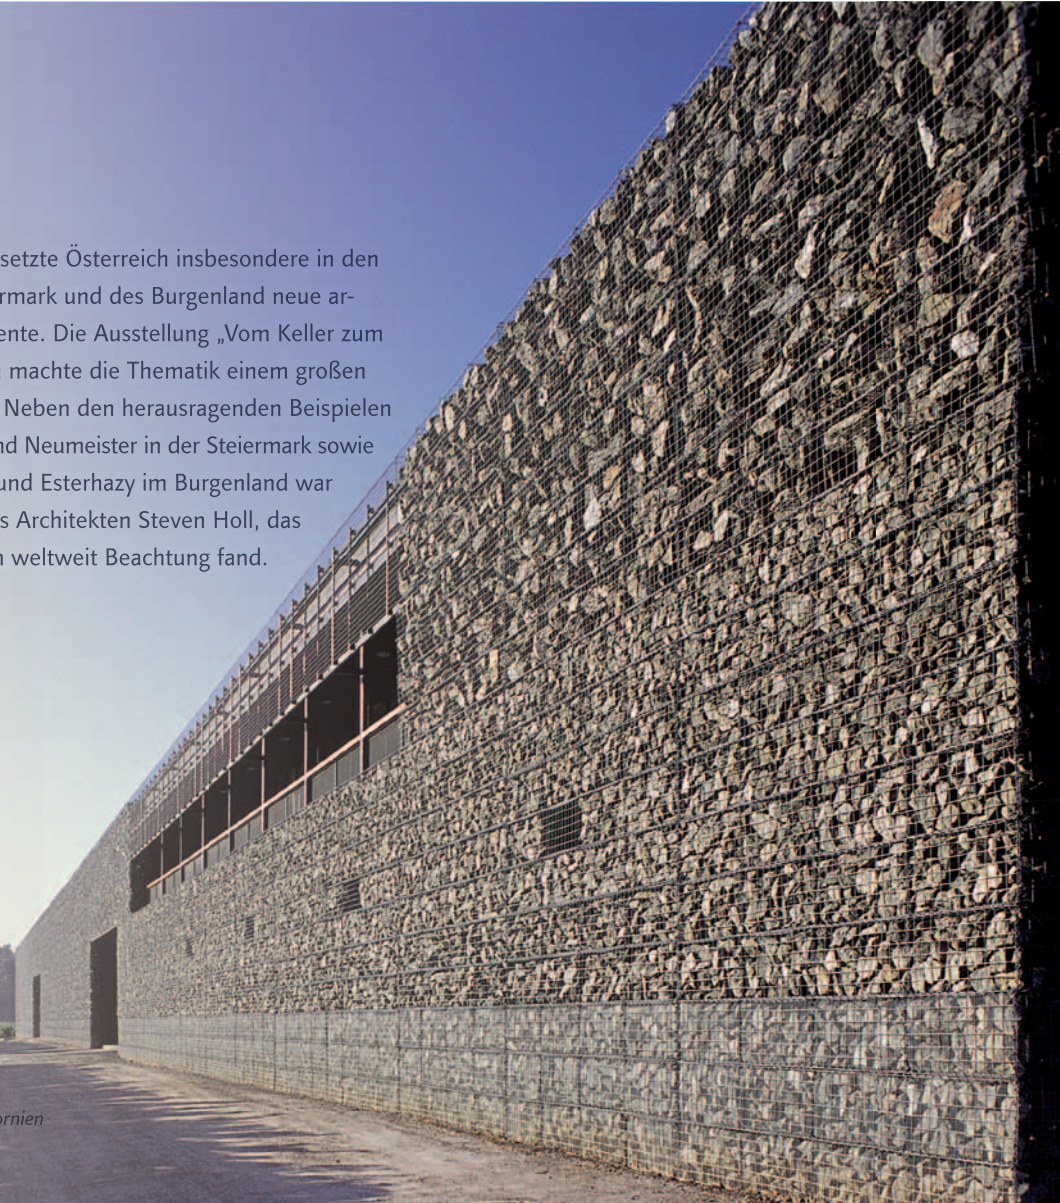 setzte Österreich insbesondere in den
rmark und des Burgenland neue ar-
ente. Die Ausstellung „Vom Keller zum
machte die Thematik einem großen
Neben den herausragenden Beispielen
nd Neumeister in der Steiermark sowie
und Esterhazy im Burgenland war
s Architekten Steven Holl, das
weltweit Beachtung fand.
ornien